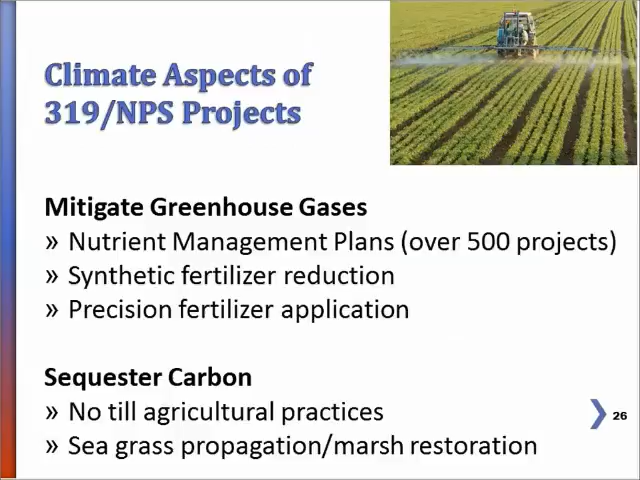 Climate Aspects of
319/NPS Projects
Mitigate Greenhouse Gases
» Nutrient Management Plans (over 500 projects)
» Synthetic fertilizer reduction
» Precision fertilizer application
Sequester Carbon
» No till agricultural practices
» Sea grass propagation/marsh restoration
26